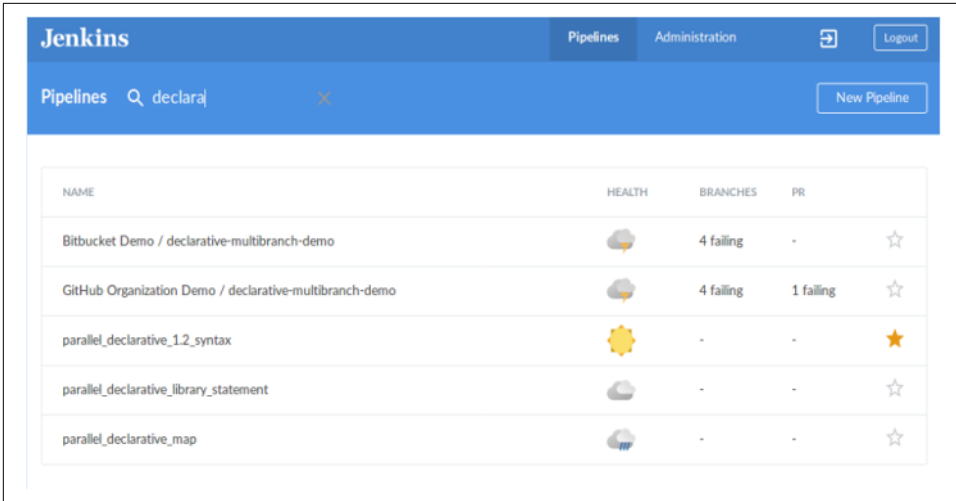 Jenkins Pipelines Administration Logout
Pipelines declara New Pipeline
NAME HEALTH BRANCHES PR
Bitbucket Demo / declarative-multibranch-demo 4 failing -
GitHub Organization Demo / declarative-multibranch-demo 4 failing 1 failing
parallel_declarative_1.2_syntax - -
parallel_declarative_library_statement - -
parallel_declarative_map - -